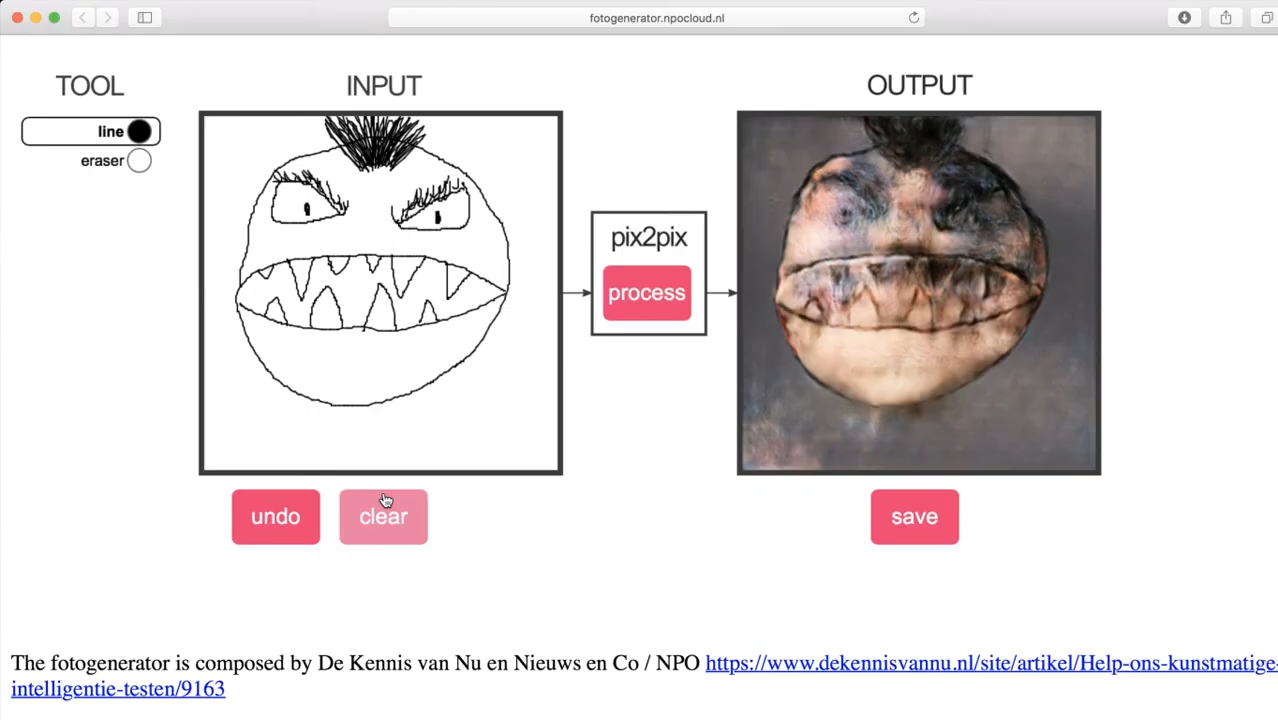 fotogenerator.npocloud.nl
TOOL
INPUT
OUTPUT
line
eraser
pix2pix
process
undo
clear
save
The fotogenerator is composed by De Kennis van Nu en Nieuws en Co / NPO https://www.dekennisvannu.nl/site/artikel/Help-ons-kunstmatige-
intelligentie-testen/9163